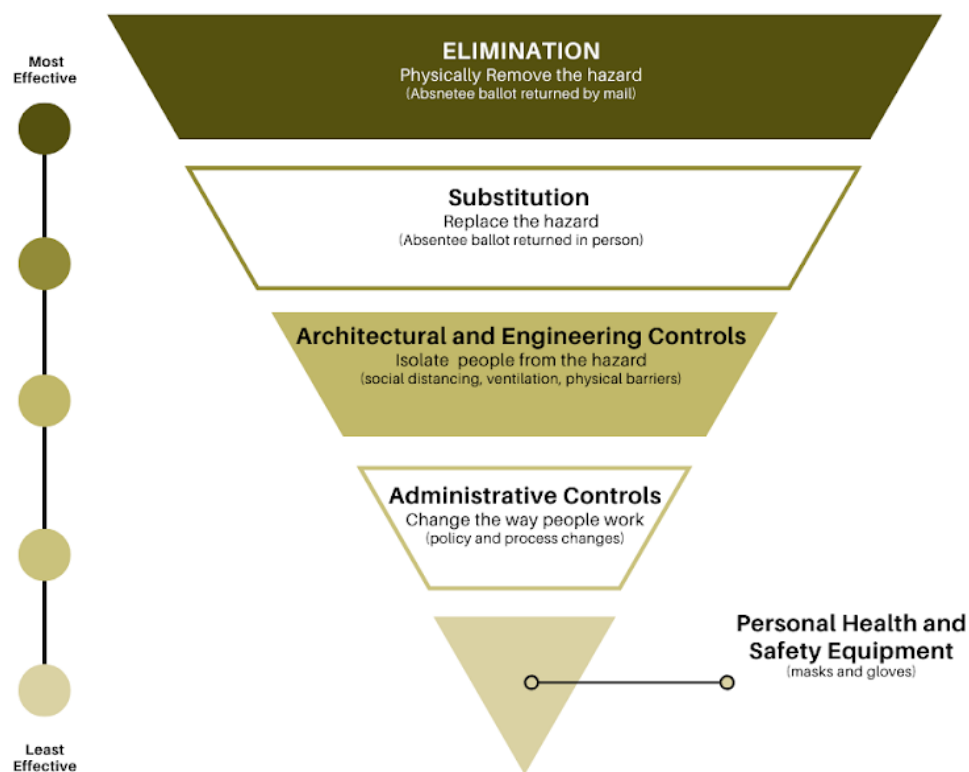 Most
Effective
ELIMINATION
Physically Remove the hazard
(Absnetee ballot returned by mail)
Substitution
Replace the hazard
(Absentee ballot returned in person)
Architectural and Engineering Controls
Isolate people from the hazard
(social distancing, ventilation, physical barriers)
Administrative Controls
Change the way people work
(policy and process changes)
Personal Health and
Safety Equipment
(masks and gloves)
Least
Effective